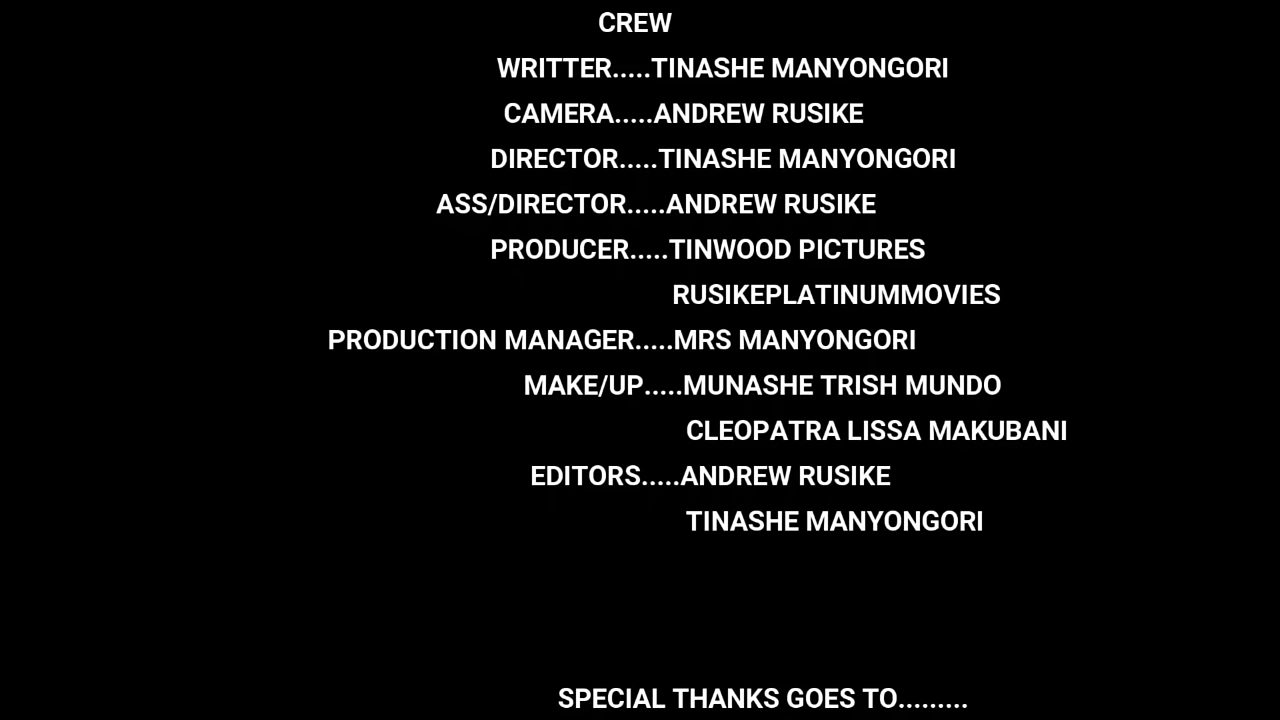 CREW
WRITTER.....TINASHE MANYONGORI
CAMERA.....ANDREW RUSIKE
DIRECTOR.....TINASHE MANYONGORI
ASS/DIRECTOR.....ANDREW RUSIKE
PRODUCER.....TINWOOD PICTURES
RUSIKEPLATINUMMOVIES
PRODUCTION MANAGER.....MRS MANYONGORI
MAKE/UP.....MUNASHE TRISH MUNDO
CLEOPATRA LISSA MAKUBANI
EDITORS.....ANDREW RUSIKE
TINASHE MANYONGORI
SPECIAL THANKS GOES TO.........